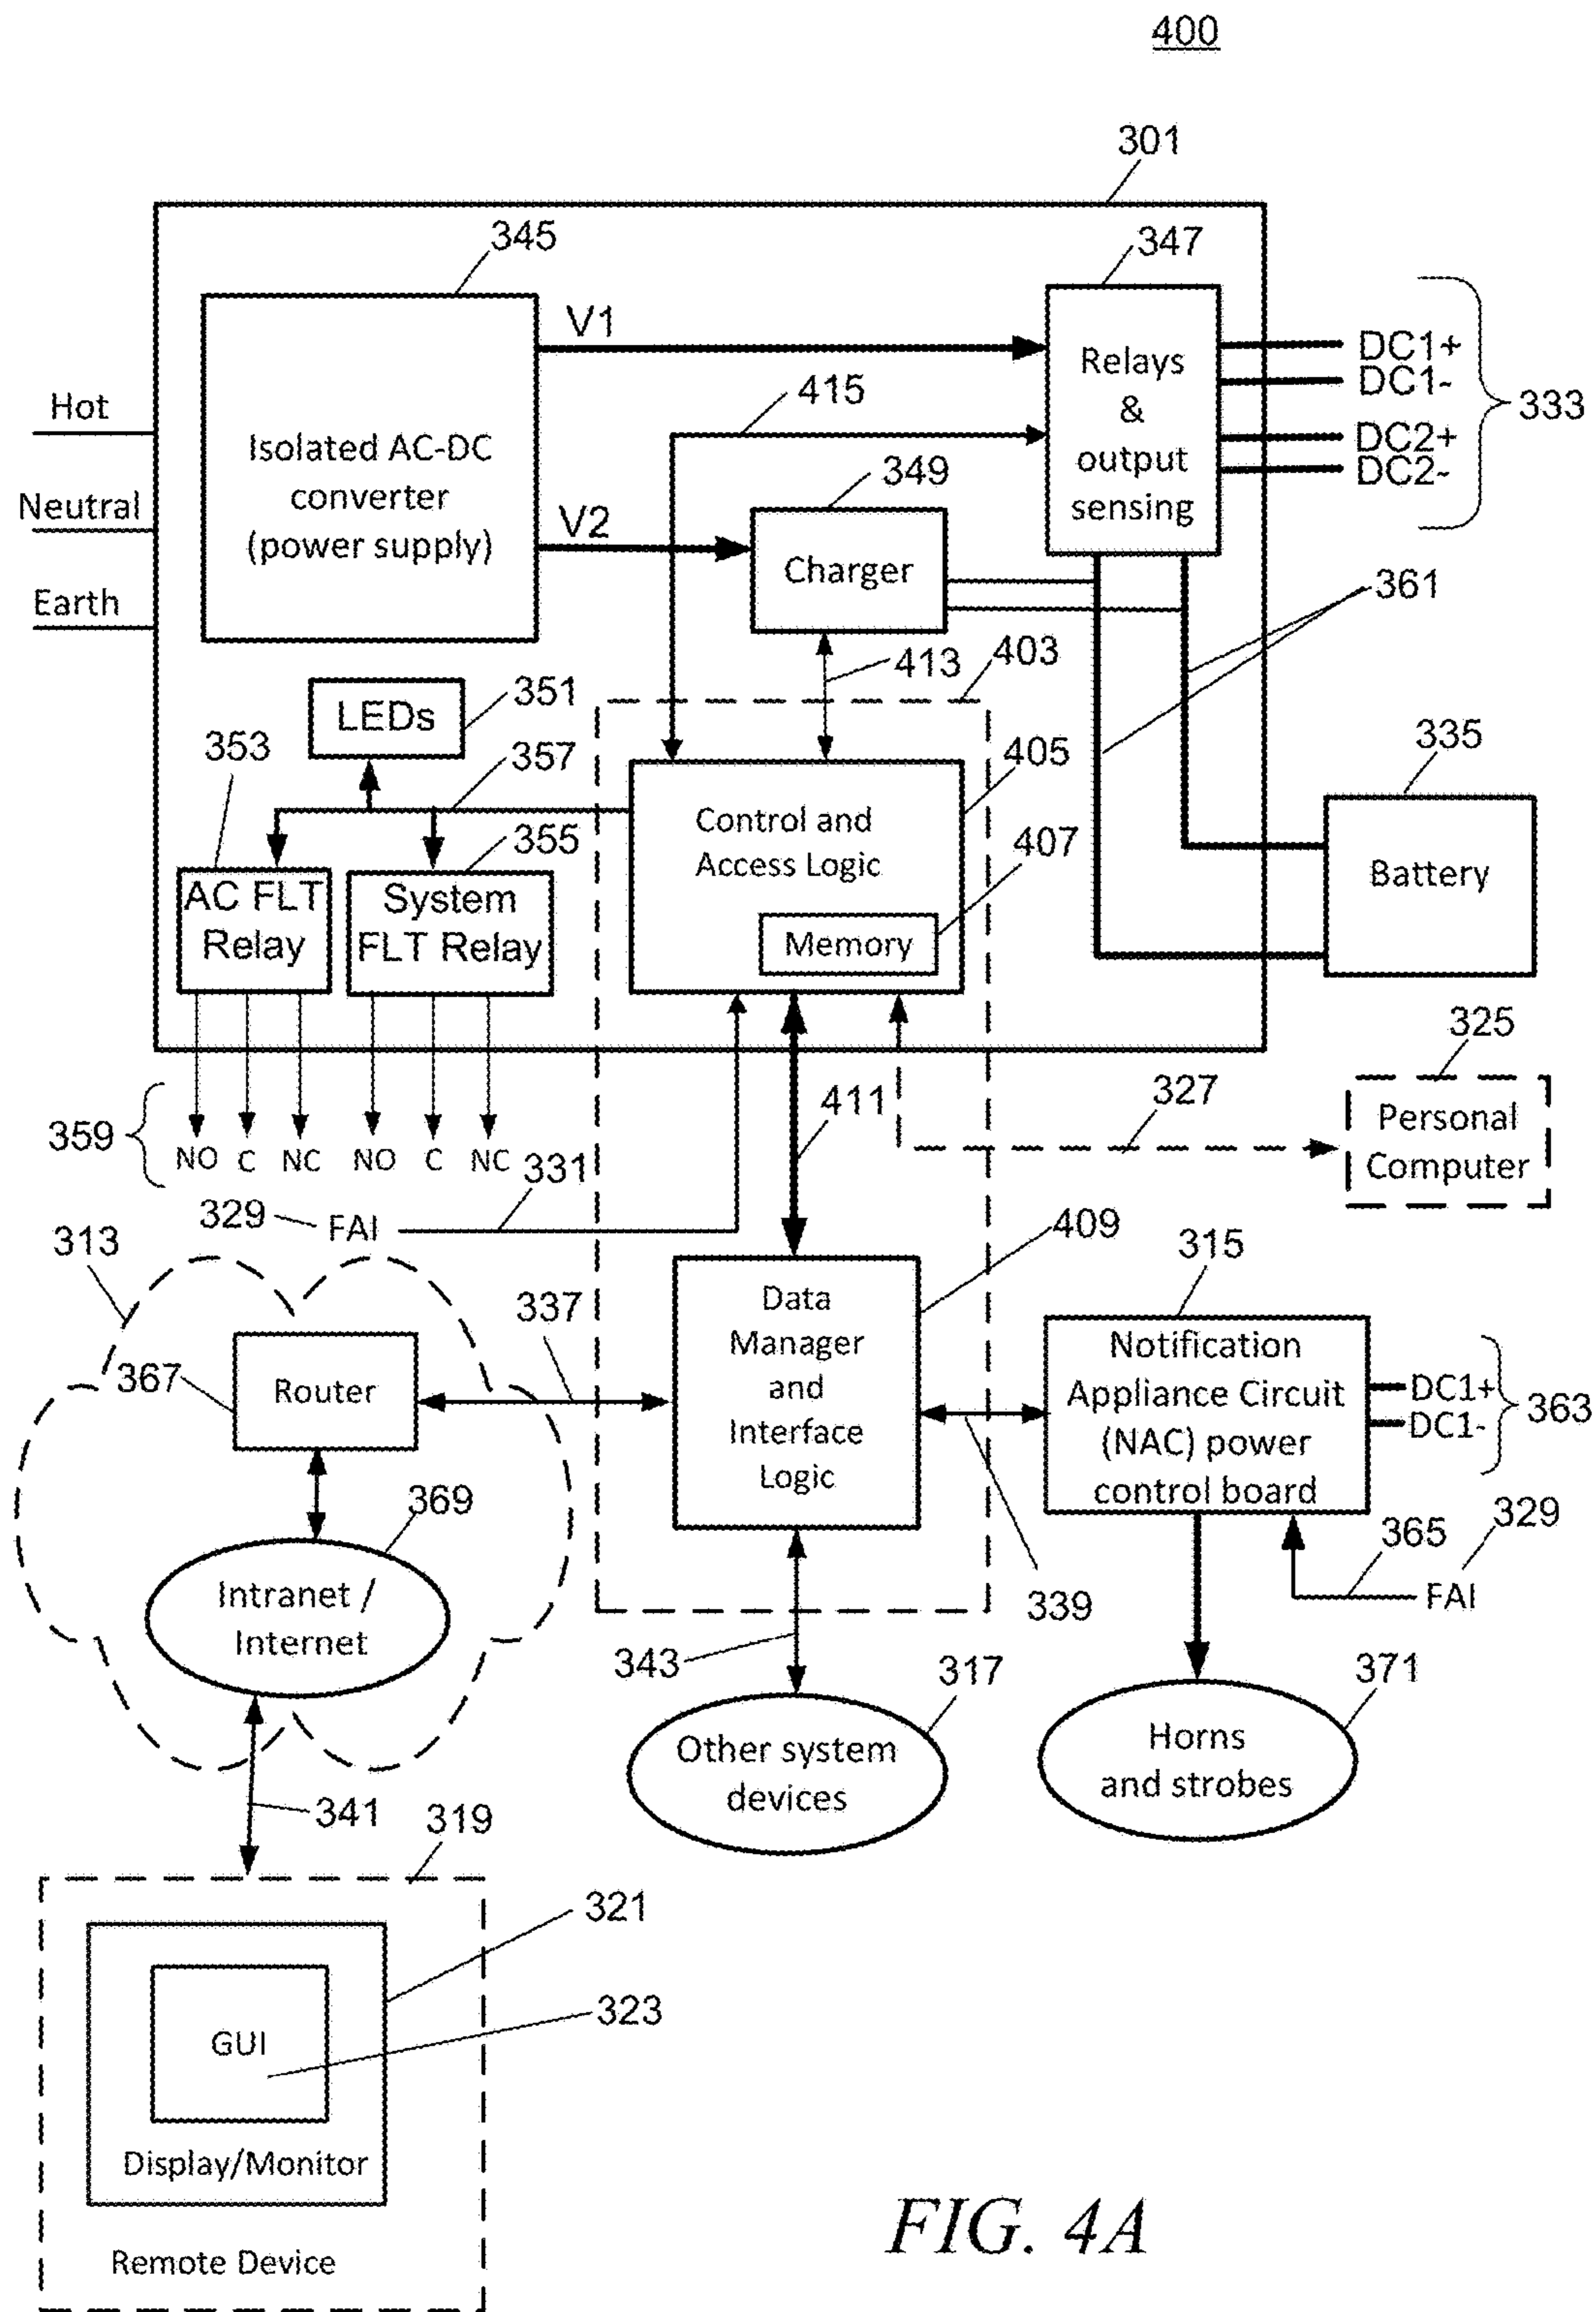 400
301
345
347
V1
DC1+
DC1-
333
DC2+
DC2-
Relays
&
output
sensing
415
Hot
Isolated AC-DC
converter
(power supply)
349
Neutral
V2
Charger
Earth
361
413
403
351
LEDs
353
357
405
335
Control and
Access Logic
407
355
Battery
AC FLT
Relay
System
FLT Relay
Memory
325
327
Personal
Computer
411
359
NO
C
NC
NO
C
NC
331
329
FAI
313
409
315
337
Data
Manager
and
Interface
Logic
Notification
Appliance Circuit
(NAC) power
control board
DC1+
DC1-
363
367
Router
369
365
329
FAI
Intranet /
Internet
339
343
317
371
Other system
devices
Horns
and strobes
341
319
321
323
GUI
Display/Monitor
Remote Device
FIG. 4A